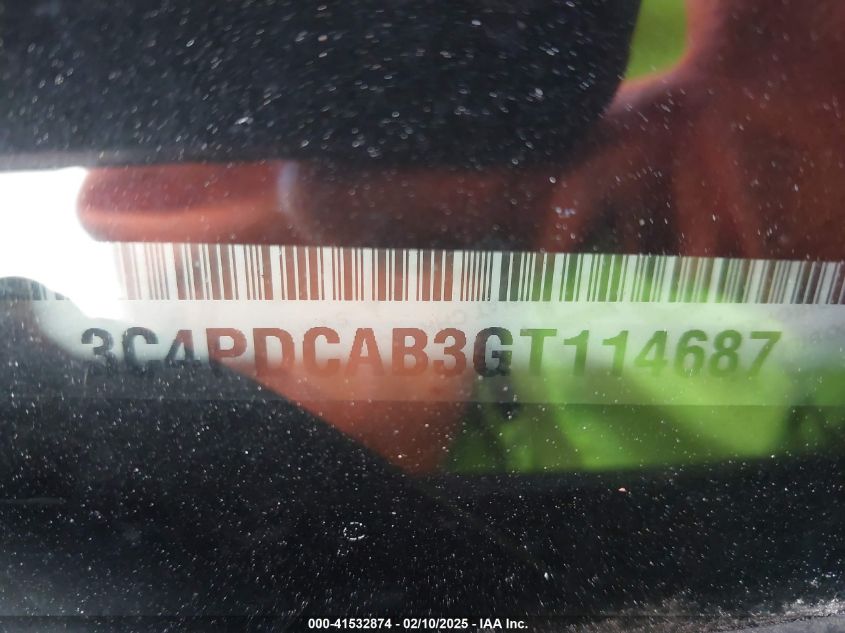 3C4PDCAB3GT114687
000-41532874 - 02/10/2025 - IAA Inc.